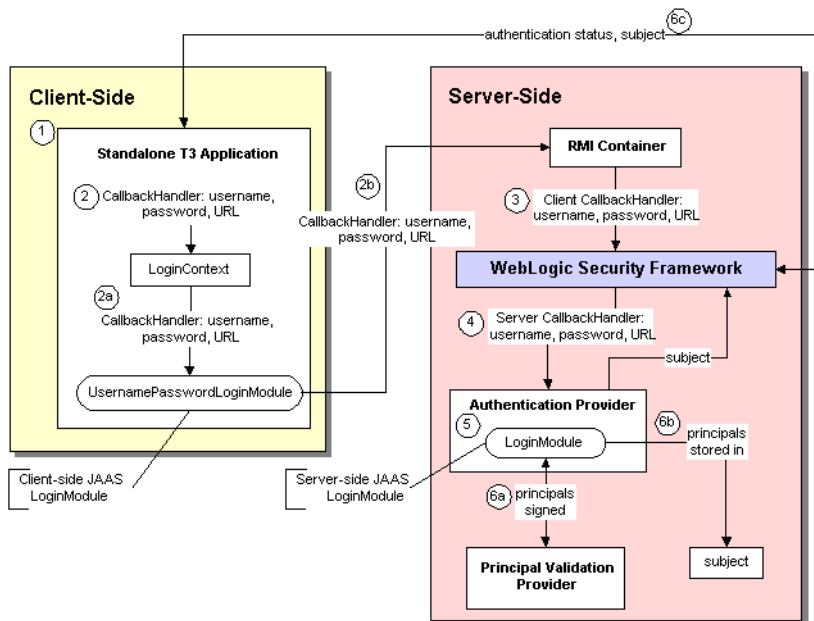 6c
authentication status, subject
Client-Side
1
Standalone T3 Application
2
CallbackHandler: username,
password, URL
LoginContext
2a
CallbackHandler: username,
password, URL
UsernamePasswordLoginModule
Client-side JAAS
LoginModule
2b
CallbackHandler: username,
password, URL
Server-Side
RMI Container
3
Client CallbackHandler:
username, password, URL
WebLogic Security Framework
4
Server CallbackHandler:
username, password, URL
subject
Authentication Provider
5
LoginModule
Server-side JAAS
LoginModule
6b
principals
stored in
6a
principals
signed
Principal Validation
Provider
subject